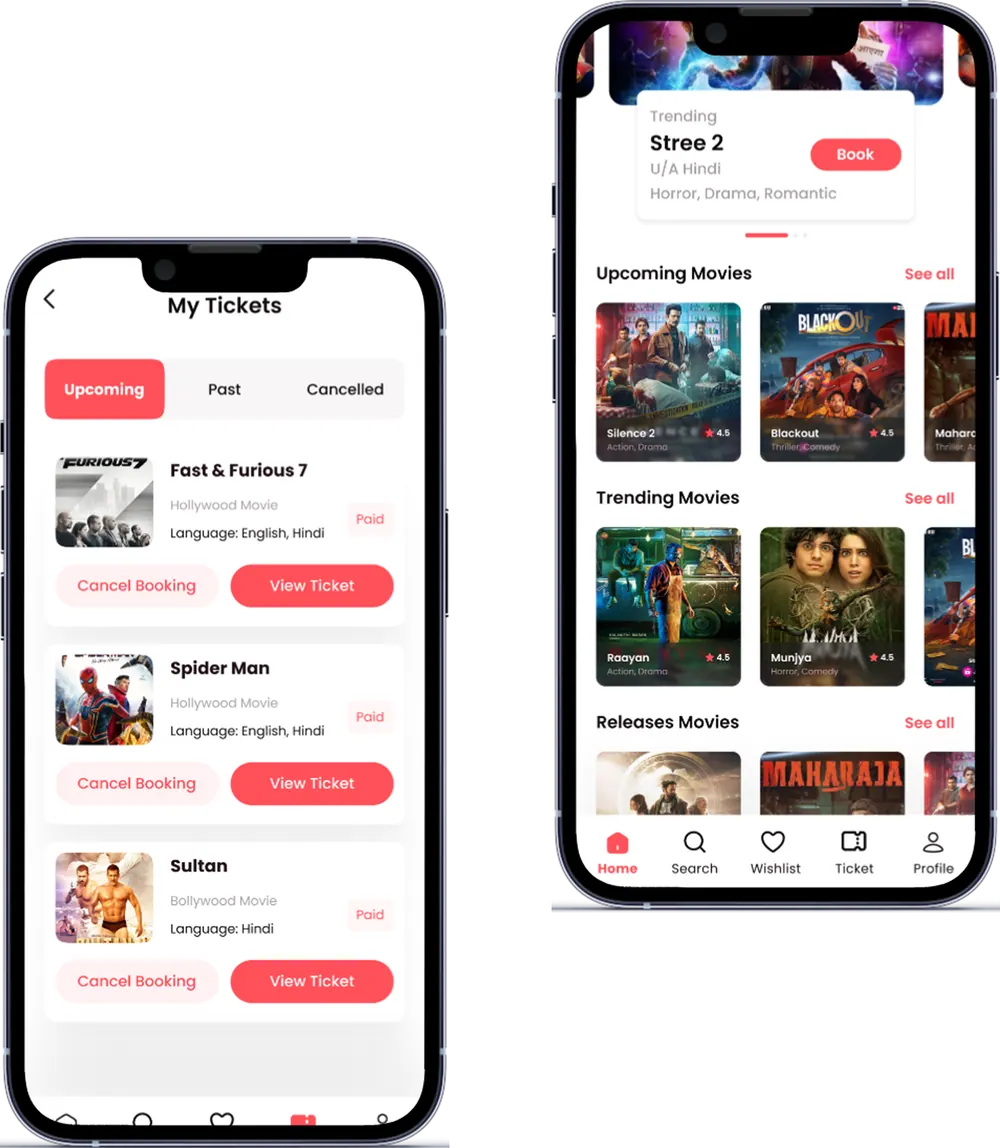 My Tickets
Upcoming
Past
Cancelled
FURIOUS 7
Fast & Furious 7
Hollywood Movie
Language: English, Hindi
Paid
Cancel Booking
View Ticket
Spider Man
Hollywood Movie
Language: English, Hindi
Paid
Cancel Booking
View Ticket
Sultan
Bollywood Movie
Language: Hindi
Paid
Cancel Booking
View Ticket
Trending
Stree 2
U/A Hindi
Horror, Drama, Romantic
Book
Upcoming Movies
See all
Silence 2
4.5
Action, Drama
BLACKOUT
Blackout
4.5
Thriller, Comedy
Trending Movies
See all
Raayan
4.5
Action, Drama
Munjya
4.5
Horror, Comedy
Releases Movies
See all
MAHARAJA
Home
Search
Wishlist
Ticket
Profile